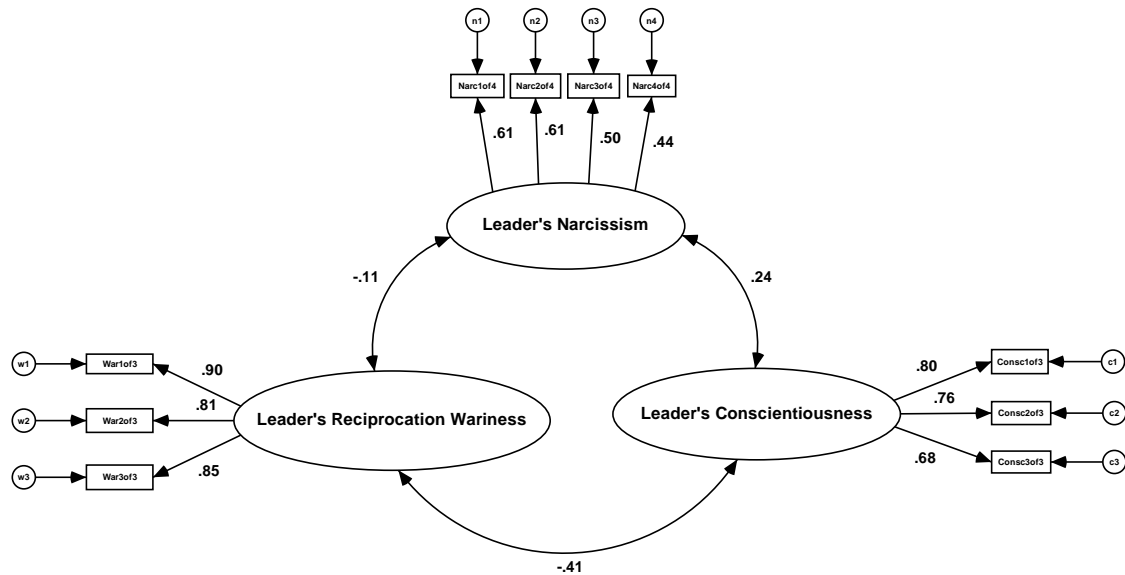 n1 n2 n3 n4
Narc1of4 Narc2of4 Narc3of4 Narc4of4
.61 .61 .50 .44
Leader's Narcissism
-.11 .24
w1 War1of3 .90 .80 Consc1of3 c1
w2 War2of3 .81 Leader's Reciprocation Wariness Leader's Conscientiousness .76 Consc2of3 c2
w3 War3of3 .85 .68 Consc3of3 c3
-.41